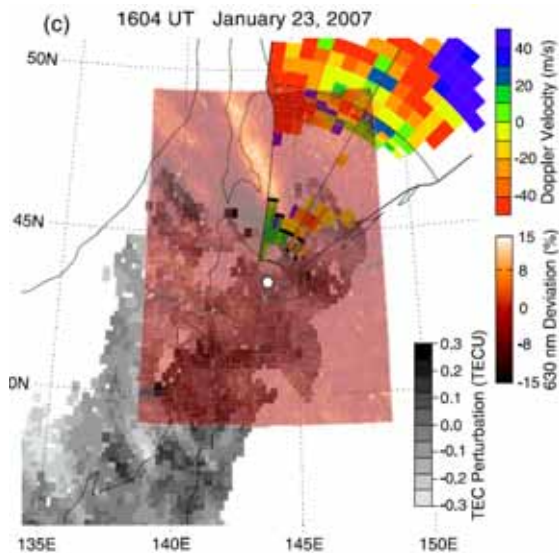 (c) 1604 UT January 23, 2007
50N
45N
0N
135E 140E 145E 150E
40
20
0
-20
-40
Doppler Velocity (m/s)
15
8
0
-8
-15
630 nm Deviation (%)
0.3
0.2
0.1
0.0
-0.1
-0.2
-0.3
TEC Perturbation (TECU)